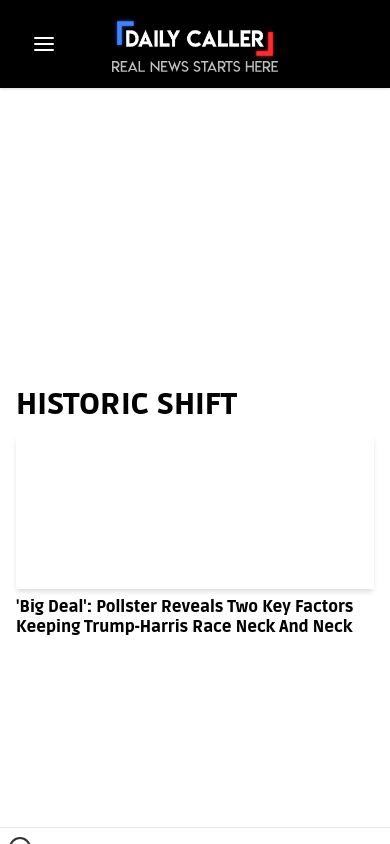 DAILY CALLER
REAL NEWS STARTS HERE
HISTORIC SHIFT
'Big Deal': Pollster Reveals Two Key Factors
Keeping Trump-Harris Race Neck And Neck